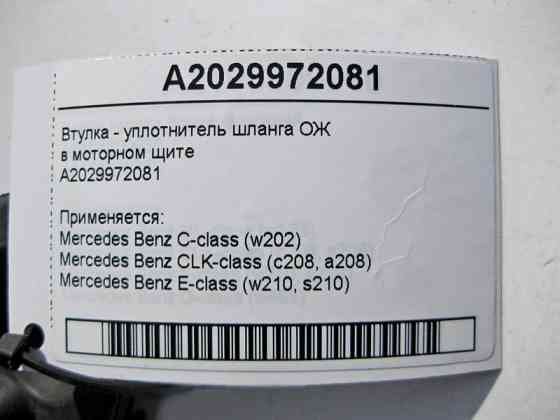 A2029972081
Втулка - уплотнитель шланга ОЖ
в моторном щите
A2029972081
Применяется:
Mercedes Benz C-class (w202)
Mercedes Benz CLK-class (c208, a208)
Mercedes Benz E-class (w210, s210)